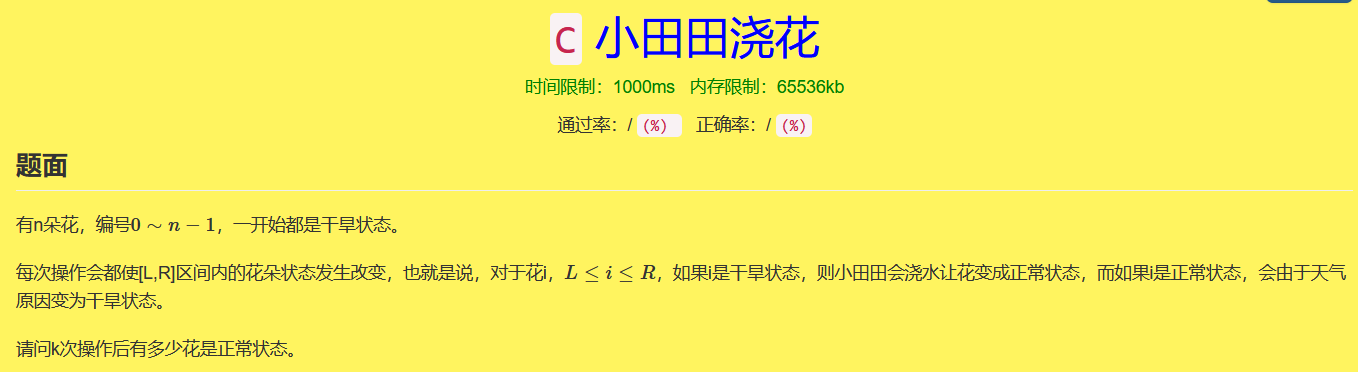 C 小田田浇花
时间限制：1000ms 内存限制：65536kb
通过率：/ (%) 正确率：/ (%)
题面
有n朵花，编号0 ∼ n − 1，一开始都是干旱状态。
每次操作会都使[L,R]区间内的花朵状态发生改变，也就是说，对于花i，L ≤ i ≤ R，如果i是干旱状态，则小田田会浇水让花变成正常状态，而如果i是正常状态，会由于天气
原因变为干旱状态。
请问k次操作后有多少花是正常状态。